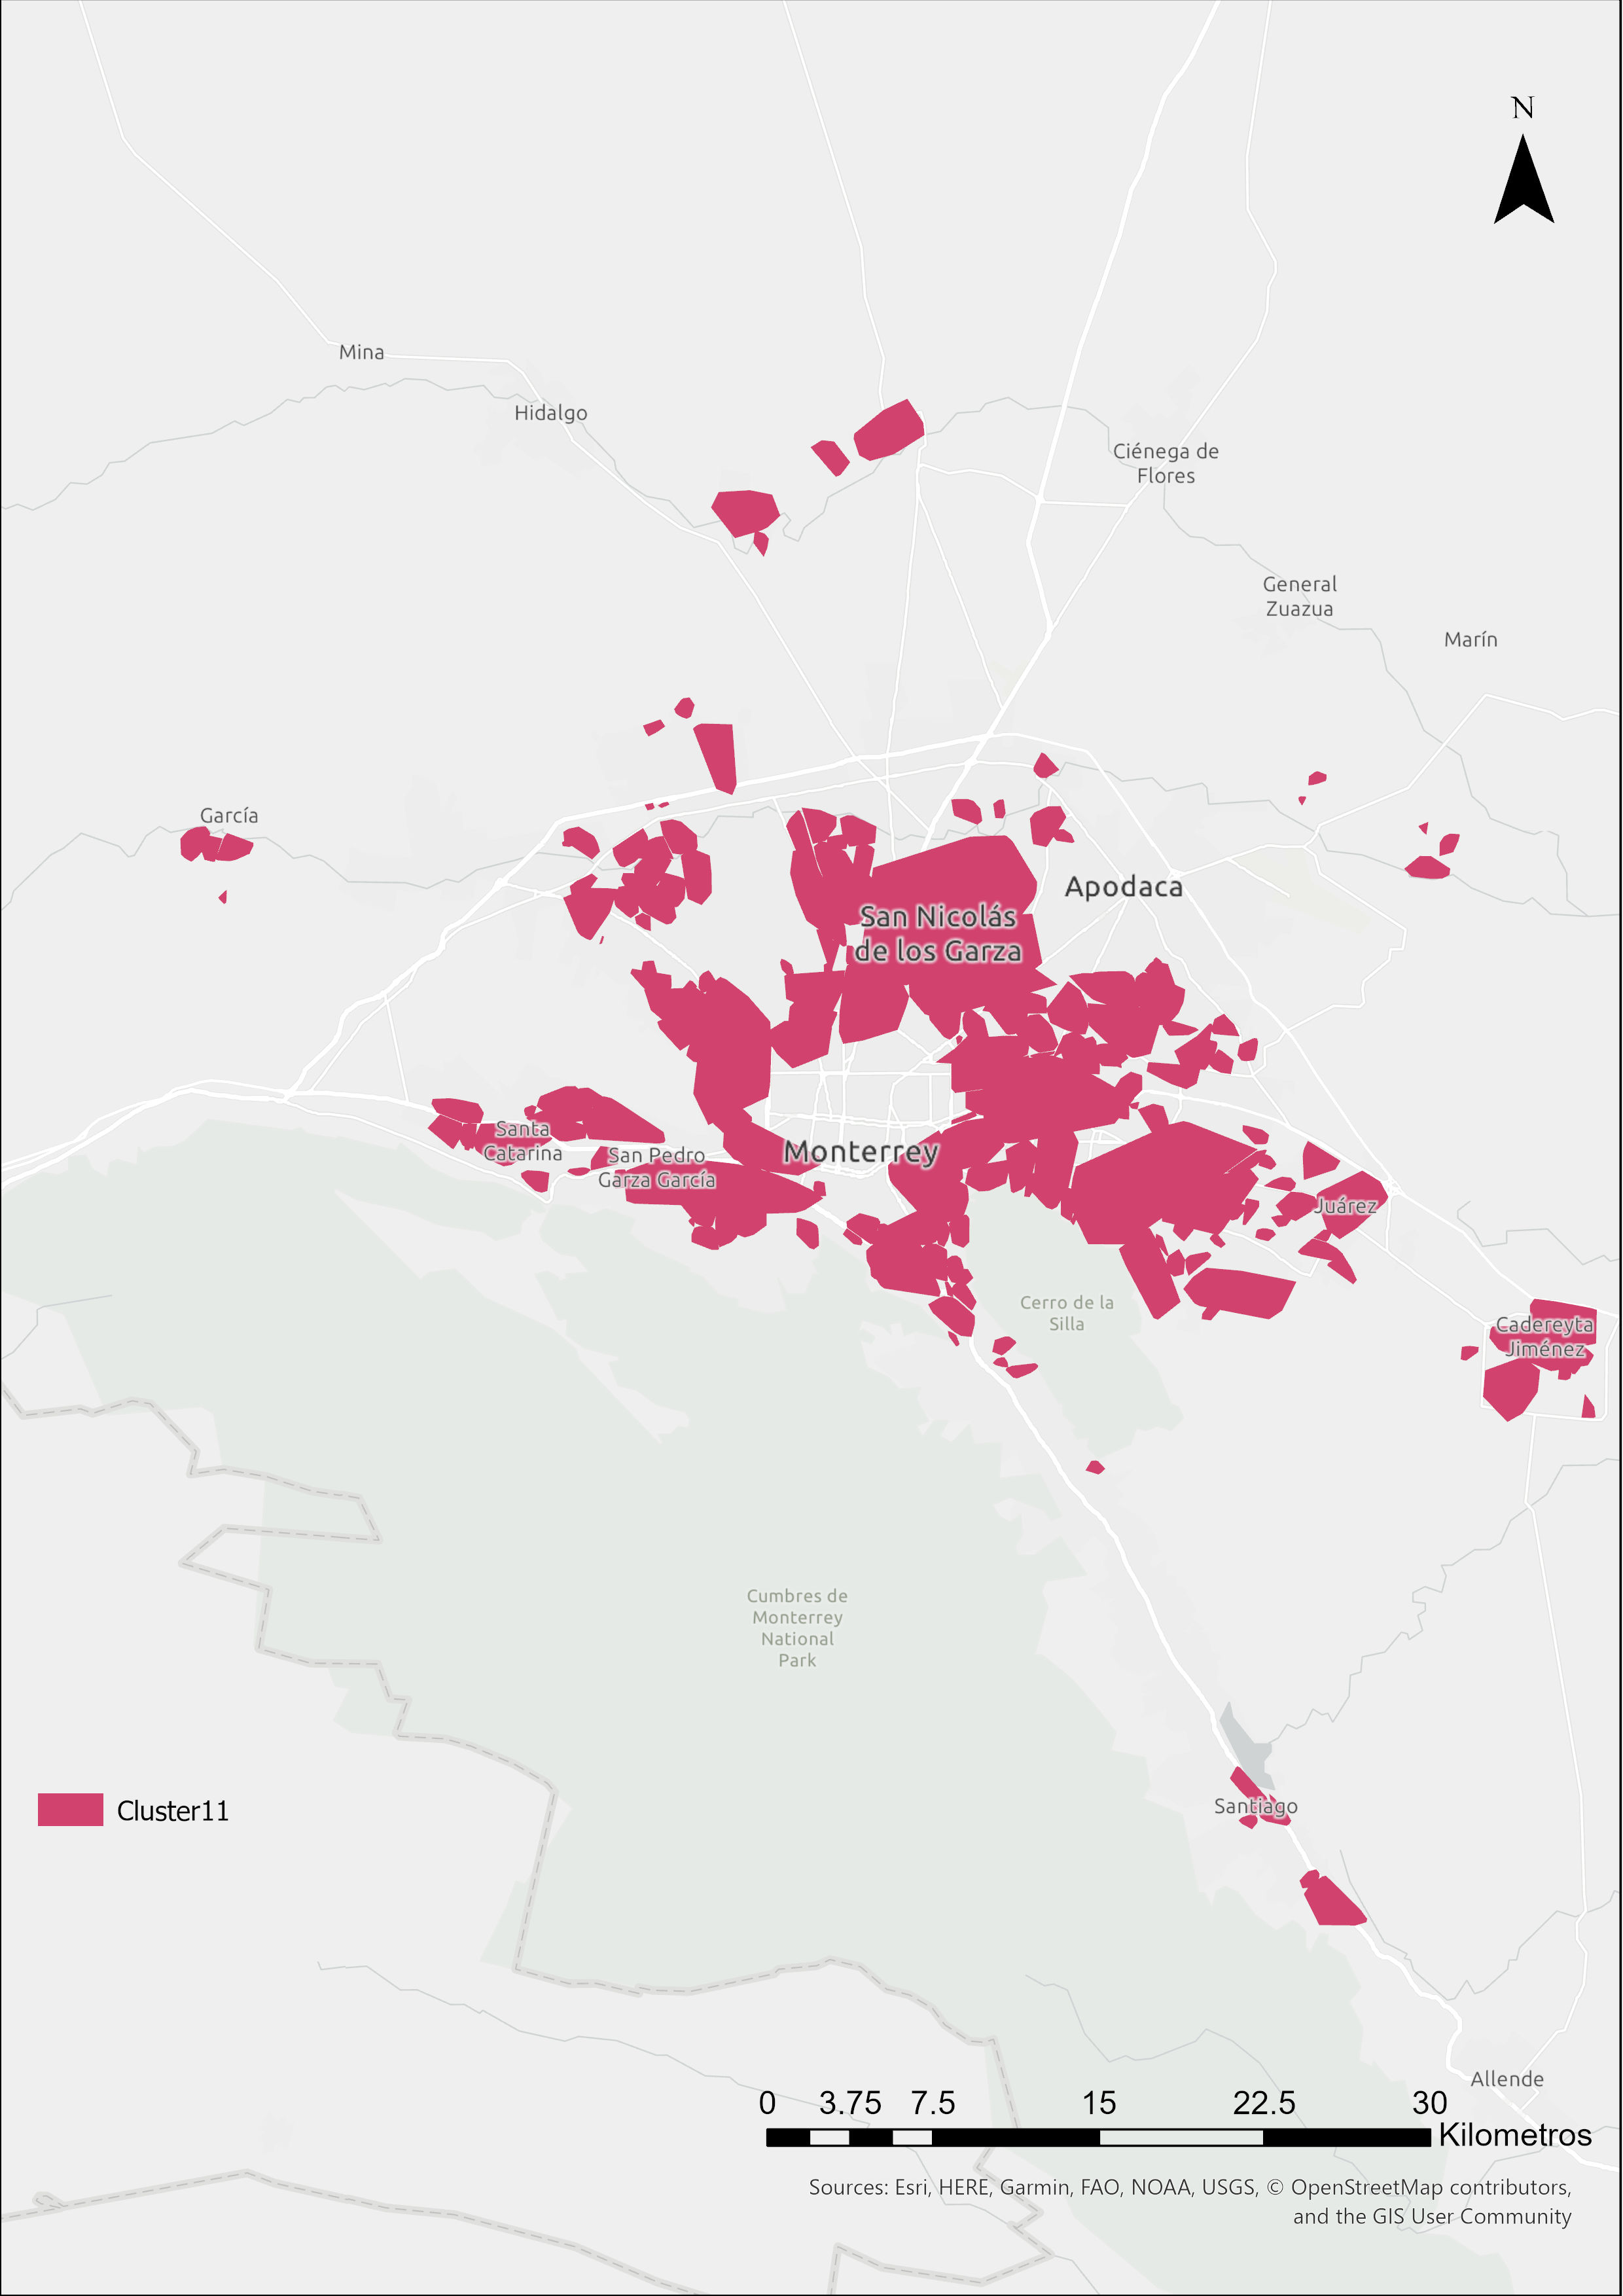 N
Mina
Hidalgo
Ciénega de
Flores
General
Zuazua
Marín
García
Apodaca
San Nicolás
de los Garza
Santa
Catarina
San Pedro
Garza García
Monterrey
Juárez
Cerro de la
Silla
Cadereyta
Jiménez
Cumbres de
Monterrey
National
Park
Santiago
Cluster11
Allende
0 3.75 7.5 15 22.5 30
Kilometros
Sources: Esri, HERE, Garmin, FAO, NOAA, USGS, © OpenStreetMap contributors,
and the GIS User Community